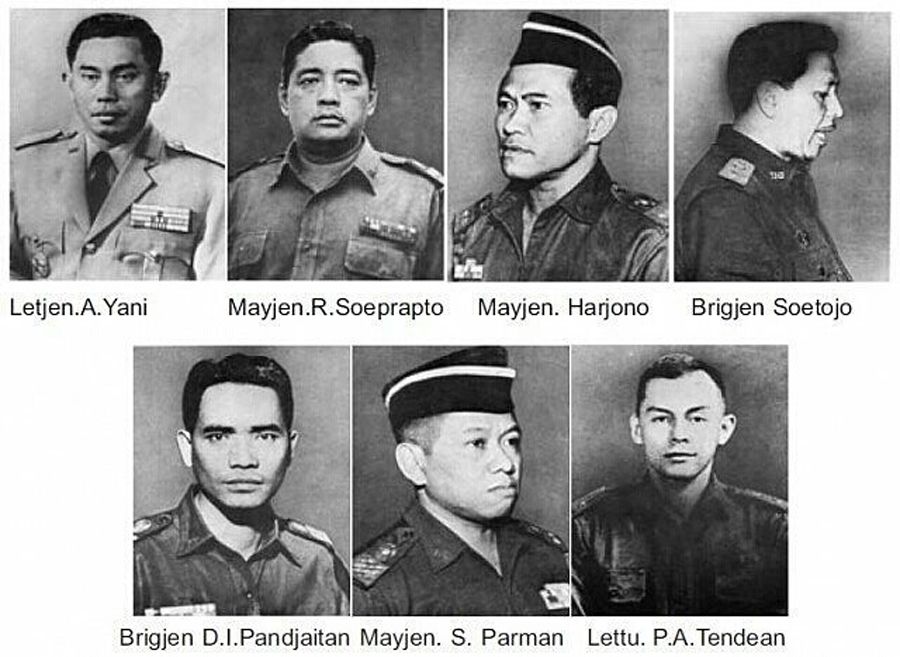 Letjen.A.Yani
Mayjen.R.Soeprapto
Mayjen. Harjono
Brigjen Soetojo
Brigjen D.I.Pandjaitan
Mayjen. S. Parman
Lettu. P.A.Tendean